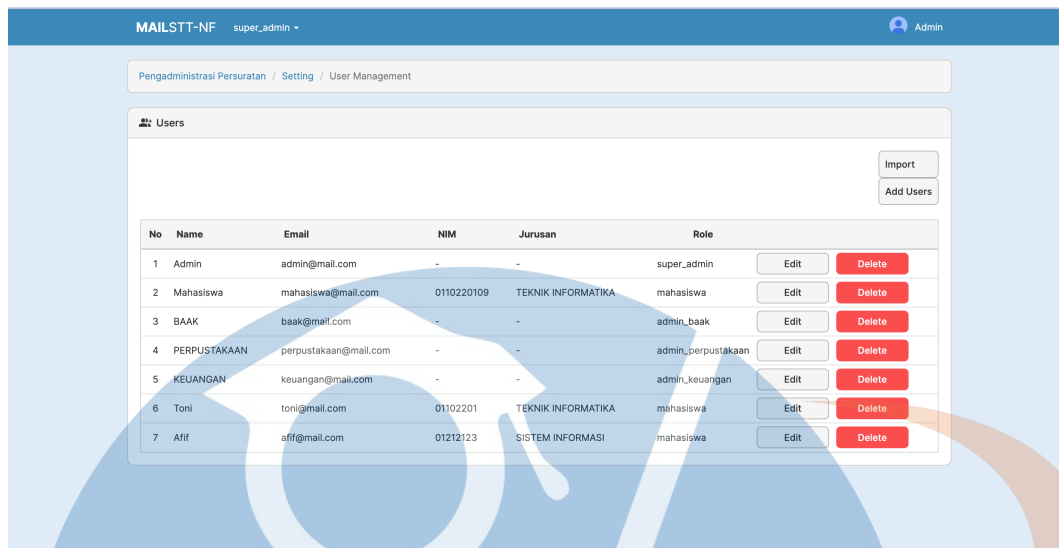 MAILSTT-NF super_admin Admin
Pengadministrasi Persuratan / Setting / User Management
Users
Import
Add Users
No Name Email NIM Jurusan Role
1 Admin admin@mail.com - - super_admin Edit Delete
2 Mahasiswa mahasiswa@mail.com 0110220109 TEKNIK INFORMATIKA mahasiswa Edit Delete
3 BAAK baak@mail.com - - admin_baak Edit Delete
4 PERPUSTAKAAN perpustakaan@mail.com - - admin_perpustakaan Edit Delete
5 KEUANGAN keuangan@mail.com - - admin_keuangan Edit Delete
6 Toni toni@mail.com 01102201 TEKNIK INFORMATIKA mahasiswa Edit Delete
7 Afif afif@mail.com 01212123 SISTEM INFORMASI mahasiswa Edit Delete